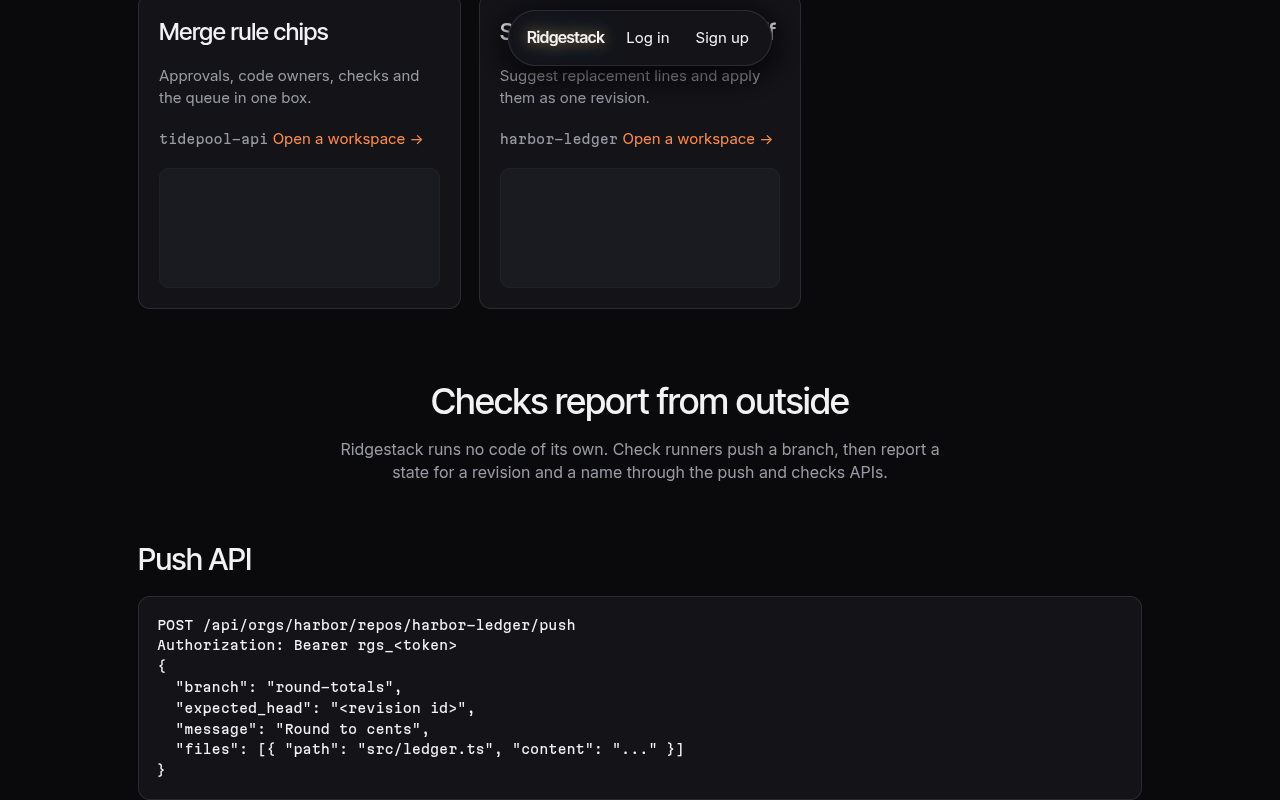 Ridgestack Log in Sign up
Merge rule chips
Approvals, code owners, checks and
the queue in one box.
tidepool-api Open a workspace →
Suggest replacement lines and apply
them as one revision.
harbor-ledger Open a workspace →
Checks report from outside
Ridgestack runs no code of its own. Check runners push a branch, then report a
state for a revision and a name through the push and checks APIs.
Push API
POST /api/orgs/harbor/repos/harbor-ledger/push
Authorization: Bearer rgs_<token>
{
  "branch": "round-totals",
  "expected_head": "<revision id>",
  "message": "Round to cents",
  "files": [{ "path": "src/ledger.ts", "content": "..." }]
}